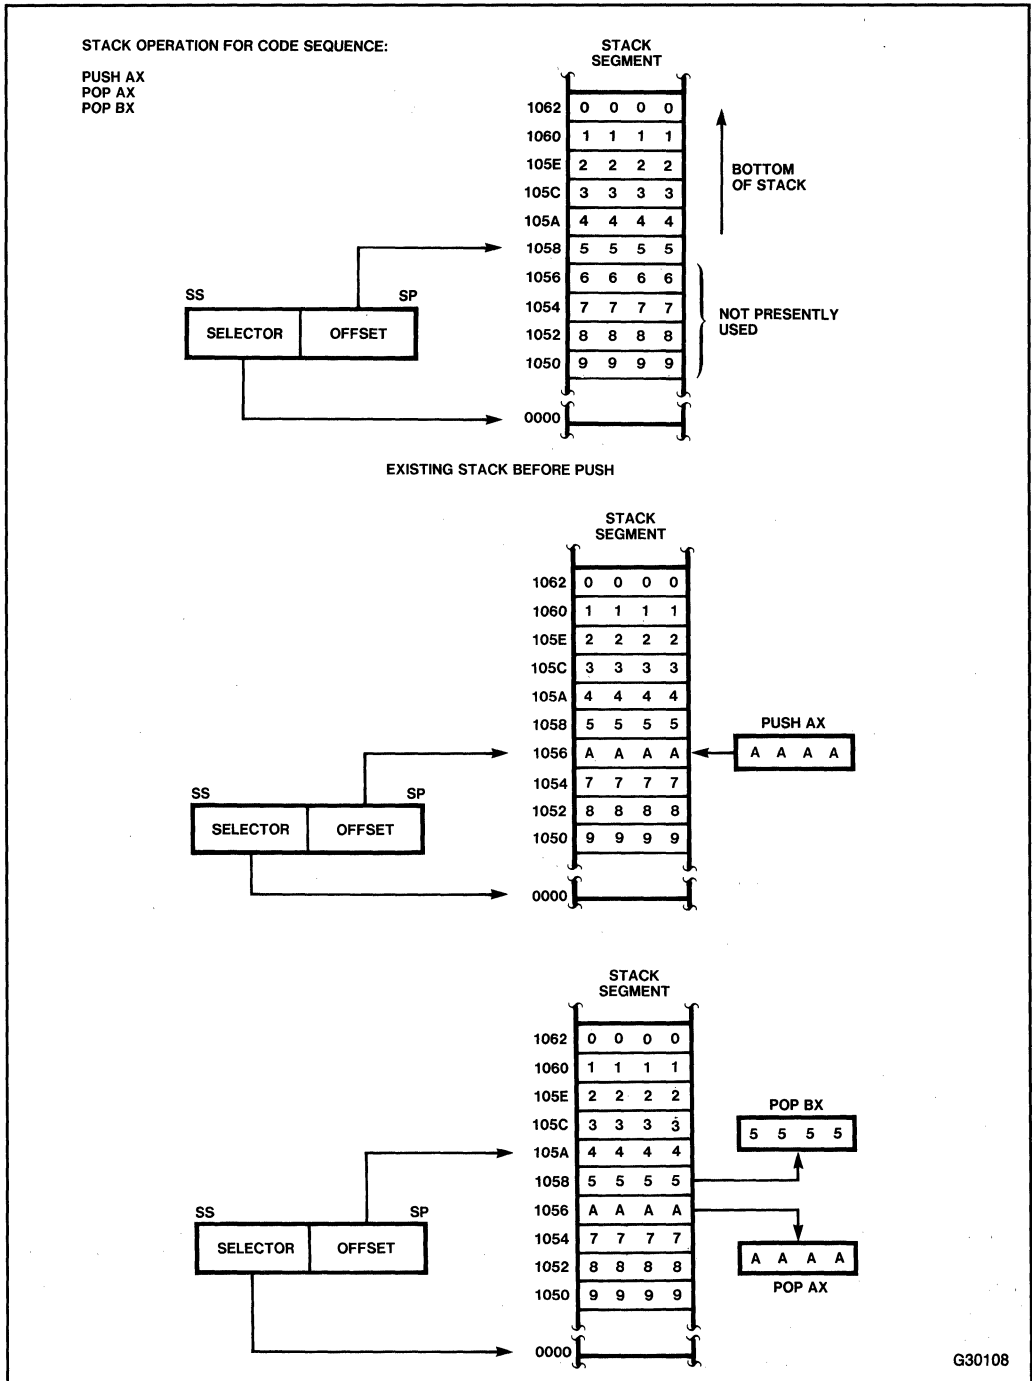 STACK OPERATION FOR CODE SEQUENCE:
PUSH AX
POP AX
POP BX
STACK
SEGMENT
1062 0 0 0 0
1060 1 1 1 1
105E 2 2 2 2
105C 3 3 3 3
105A 4 4 4 4
1058 5 5 5 5
1056 6 6 6 6
1054 7 7 7 7
1052 8 8 8 8
1050 9 9 9 9
0000
BOTTOM
OF STACK
NOT PRESENTLY
USED
SS SP
SELECTOR OFFSET
EXISTING STACK BEFORE PUSH
STACK
SEGMENT
1062 0 0 0 0
1060 1 1 1 1
105E 2 2 2 2
105C 3 3 3 3
105A 4 4 4 4
1058 5 5 5 5
1056 A A A A
1054 7 7 7 7
1052 8 8 8 8
1050 9 9 9 9
0000
PUSH AX
A A A A
SS SP
SELECTOR OFFSET
STACK
SEGMENT
1062 0 0 0 0
1060 1 1 1 1
105E 2 2 2 2
105C 3 3 3 3
105A 4 4 4 4
1058 5 5 5 5
1056 A A A A
1054 7 7 7 7
1052 8 8 8 8
1050 9 9 9 9
0000
POP BX
5 5 5 5
A A A A
POP AX
SS SP
SELECTOR OFFSET
G30108